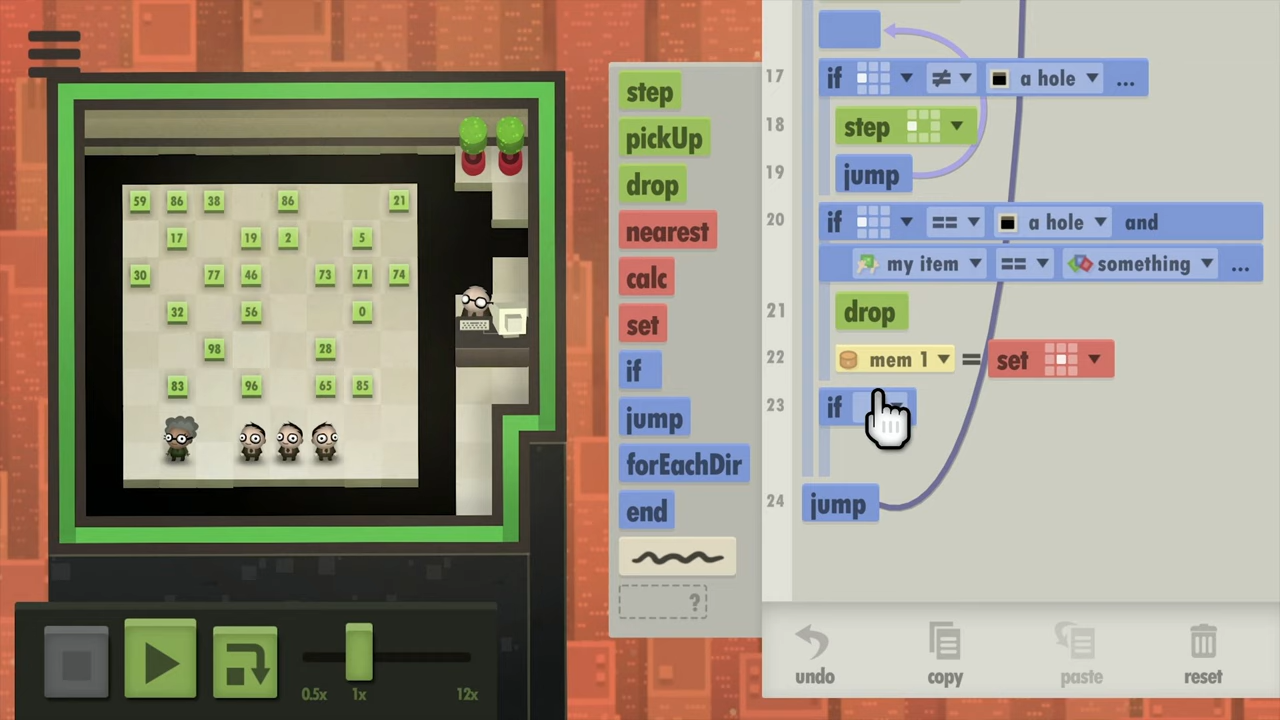 59 86 38 86 21
17 19 2 5
30 77 46 73 71 74
32 56 0
98 28
83 96 65 85
0.5x 1x 12x
step
pickUp
drop
nearest
calc
set
if
jump
forEachDir
end
?
17 if ≠ a hole ...
18 step
19 jump
20 if == a hole and
my item == something ...
21 drop
22 mem 1 = set
23 if
24 jump
undo copy paste reset